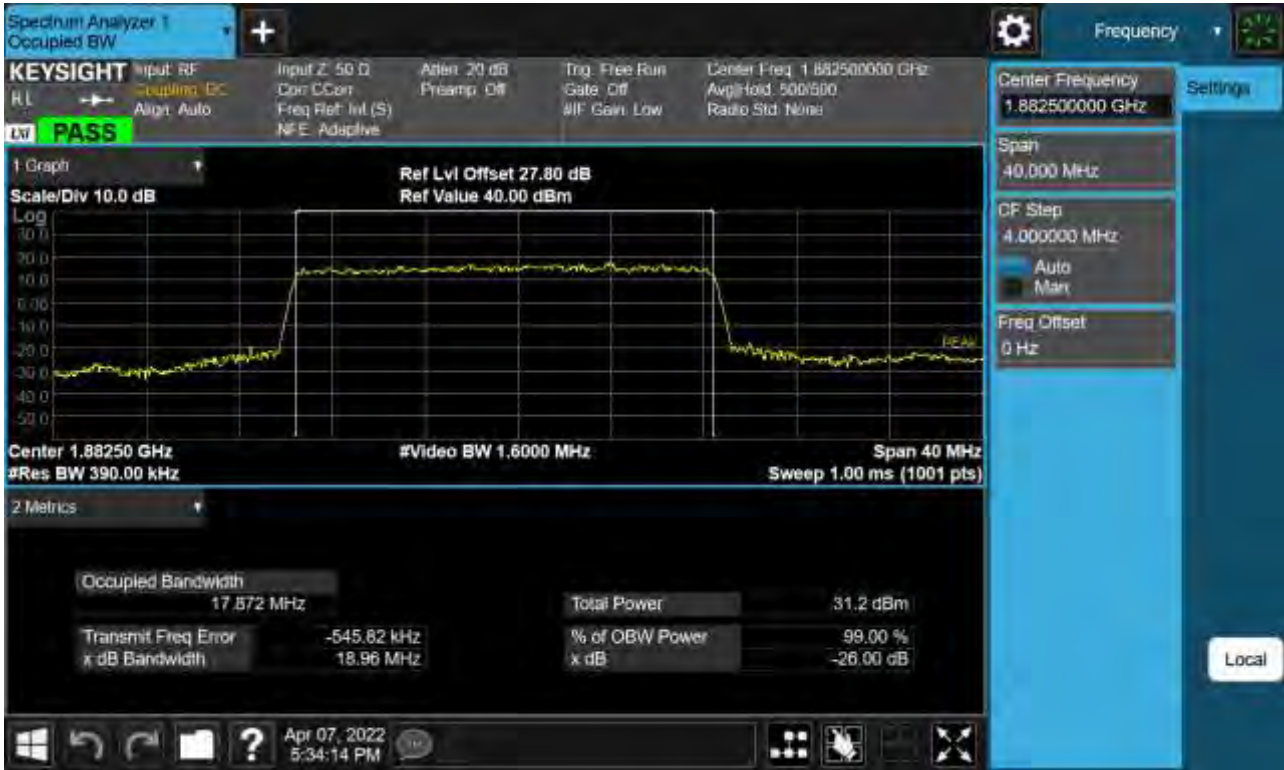 Spectrum Analyzer 1
Occupied BW
Frequency
KEYSIGHT
Input: RF
Coupling: DC
Align: Auto
Input Z: 50 Ω
Corr CCorr
Freq Ref: Int (S)
NFE: Adaptive
Atten: 20 dB
Preamp: Off
Trig: Free Run
Gate: Off
#IF Gain: Low
Center Freq: 1.882500000 GHz
Avg|Hold: 500/500
Radio Std: None
PASS
1 Graph
Scale/Div 10.0 dB
Ref Lvl Offset 27.80 dB
Ref Value 40.00 dBm
Log
30.0
20.0
10.0
0.00
-10.0
-20.0
-30.0
-40.0
-50.0
PEAK
Center 1.88250 GHz
#Video BW 1.6000 MHz
Span 40 MHz
#Res BW 390.00 kHz
Sweep 1.00 ms (1001 pts)
2 Metrics
Occupied Bandwidth
17.872 MHz
Total Power 31.2 dBm
Transmit Freq Error -545.82 kHz
% of OBW Power 99.00 %
x dB Bandwidth 18.96 MHz
x dB -26.00 dB
Center Frequency
1.882500000 GHz
Settings
Span
40.000 MHz
CF Step
4.000000 MHz
Auto
Man
Freq Offset
0 Hz
Local
?
Apr 07, 2022
5:34:14 PM